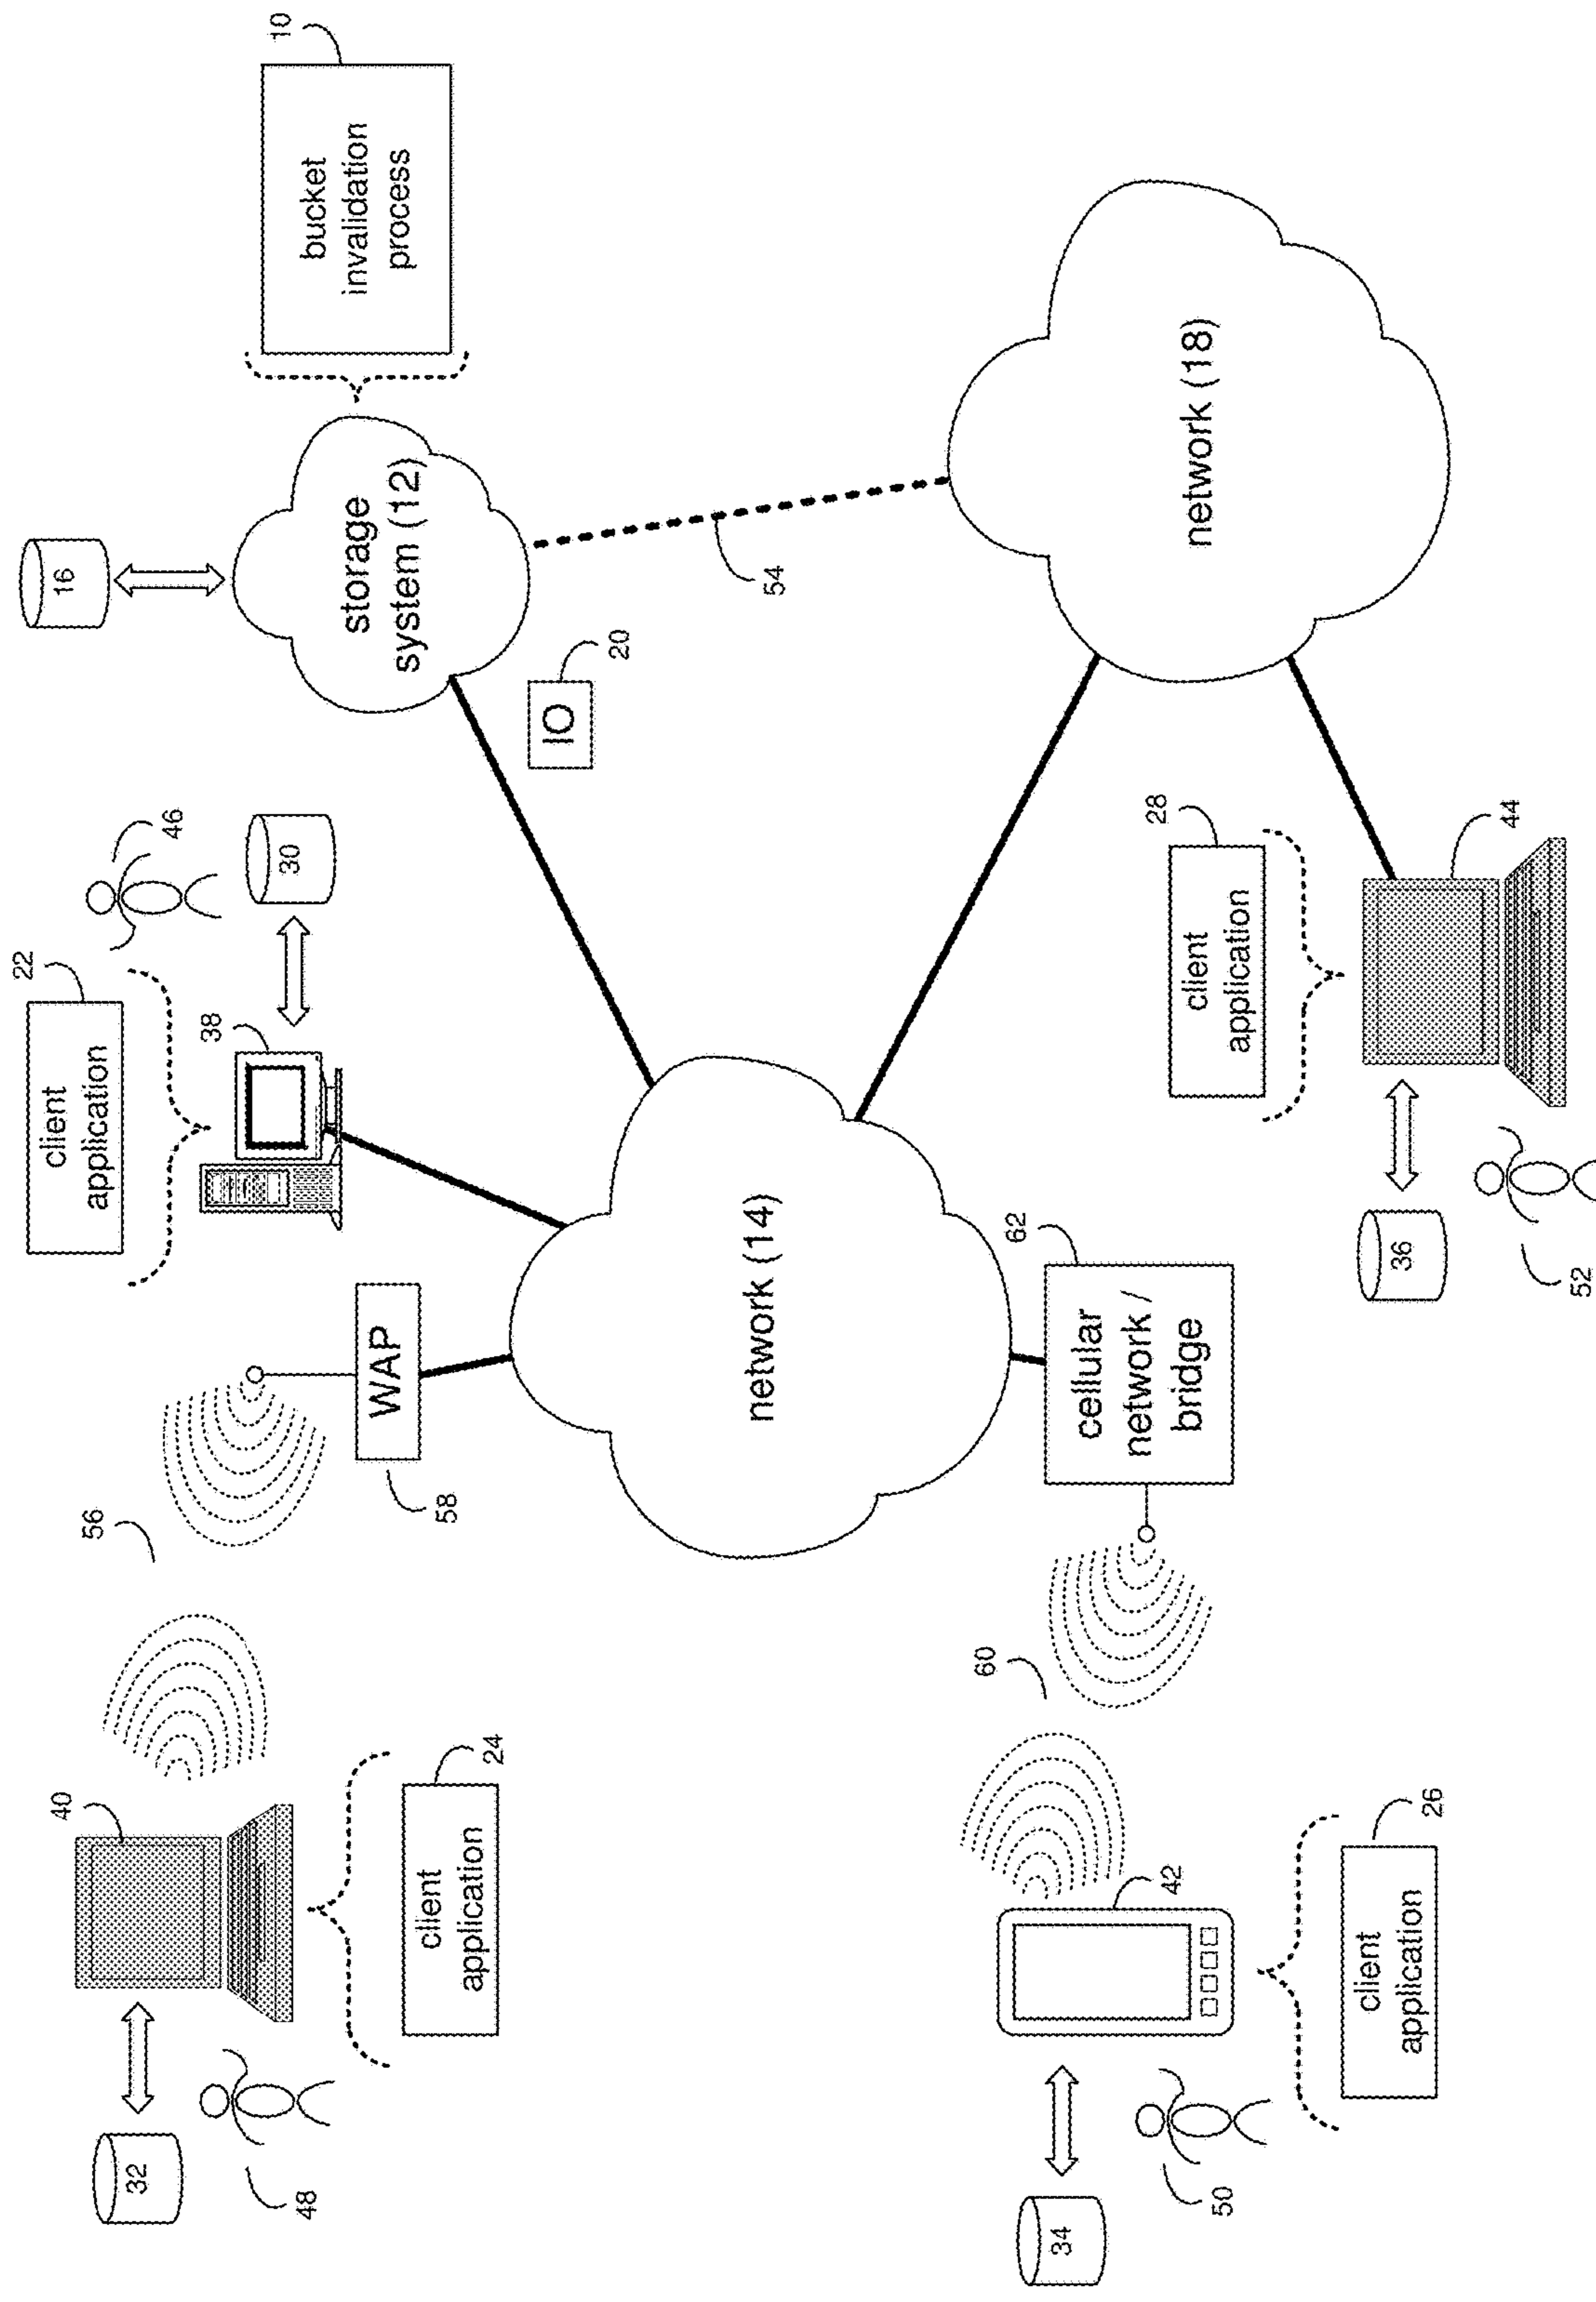 22
client
application
16
40
56
32
46
38
10
30
bucket
invalidation
process
48
storage
system (12)
WAP
58
client
application
24
IO
20
network (14)
54
60
62
34
cellular
network /
bridge
42
28
client
application
network (18)
50
client
application
26
36
44
52